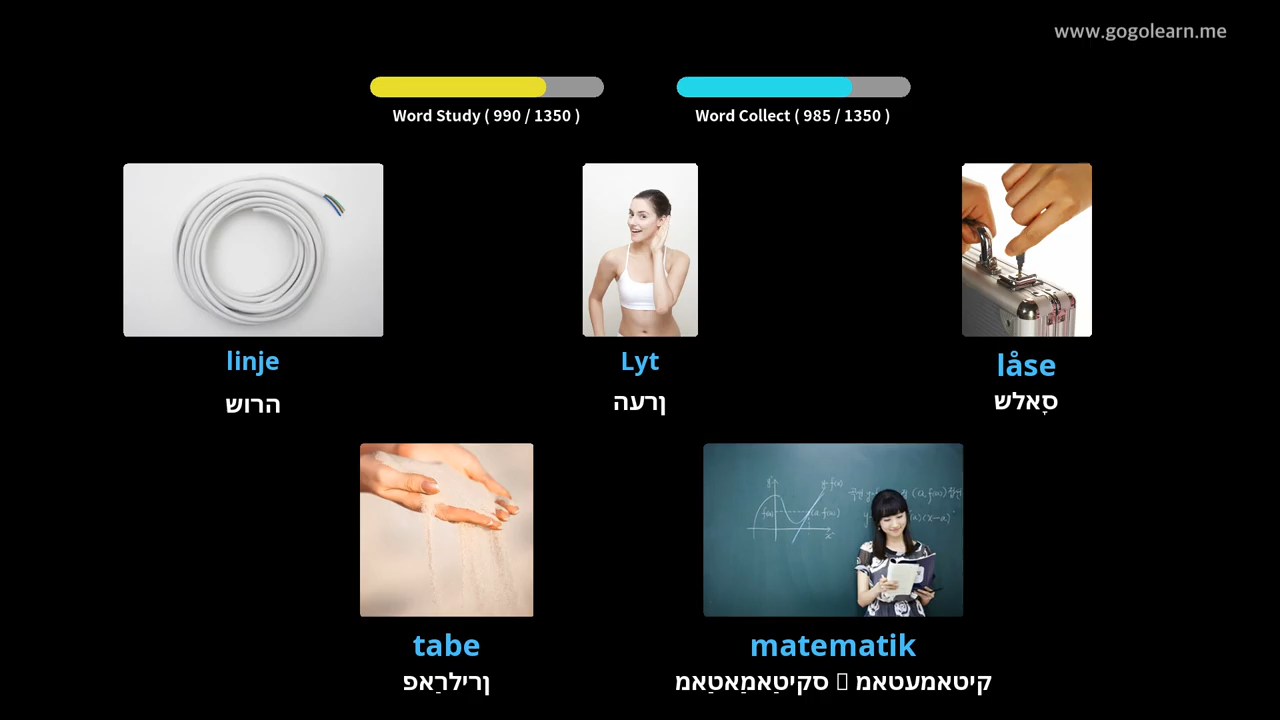 www.gogolearn.me
Word Study ( 990 / 1350 )
Word Collect ( 985 / 1350 )
linje
הרוש
Lyt
ןרעה
låse
סָאלש
tabe
ןרילרַאפ
matematik
קיטאמעטאמ ▯ סקיטַאמַאטַאמ